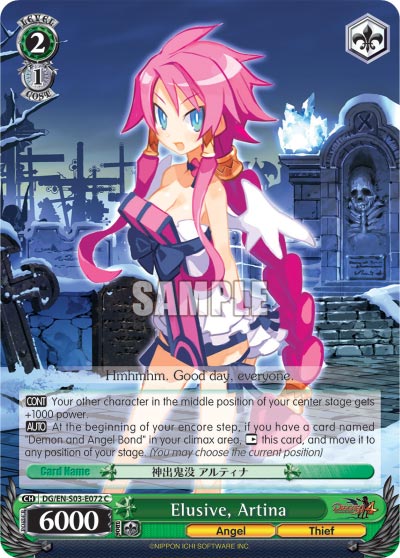 LEVEL
2
1
COST
SAMPLE
Hmhmhm. Good day, everyone.
CONT Your other character in the middle position of your center stage gets
+1000 power.
AUTO At the beginning of your encore step, if you have a card named
"Demon and Angel Bond" in your climax area, this card, and move it to
any position of your stage. (You may choose the current position)
Card Name 神出鬼没 アルティナ
CH DG/EN-S03-E072 C
POWER 6000 SOUL Elusive, Artina
Angel Thief
©NIPPON ICHI SOFTWARE INC.